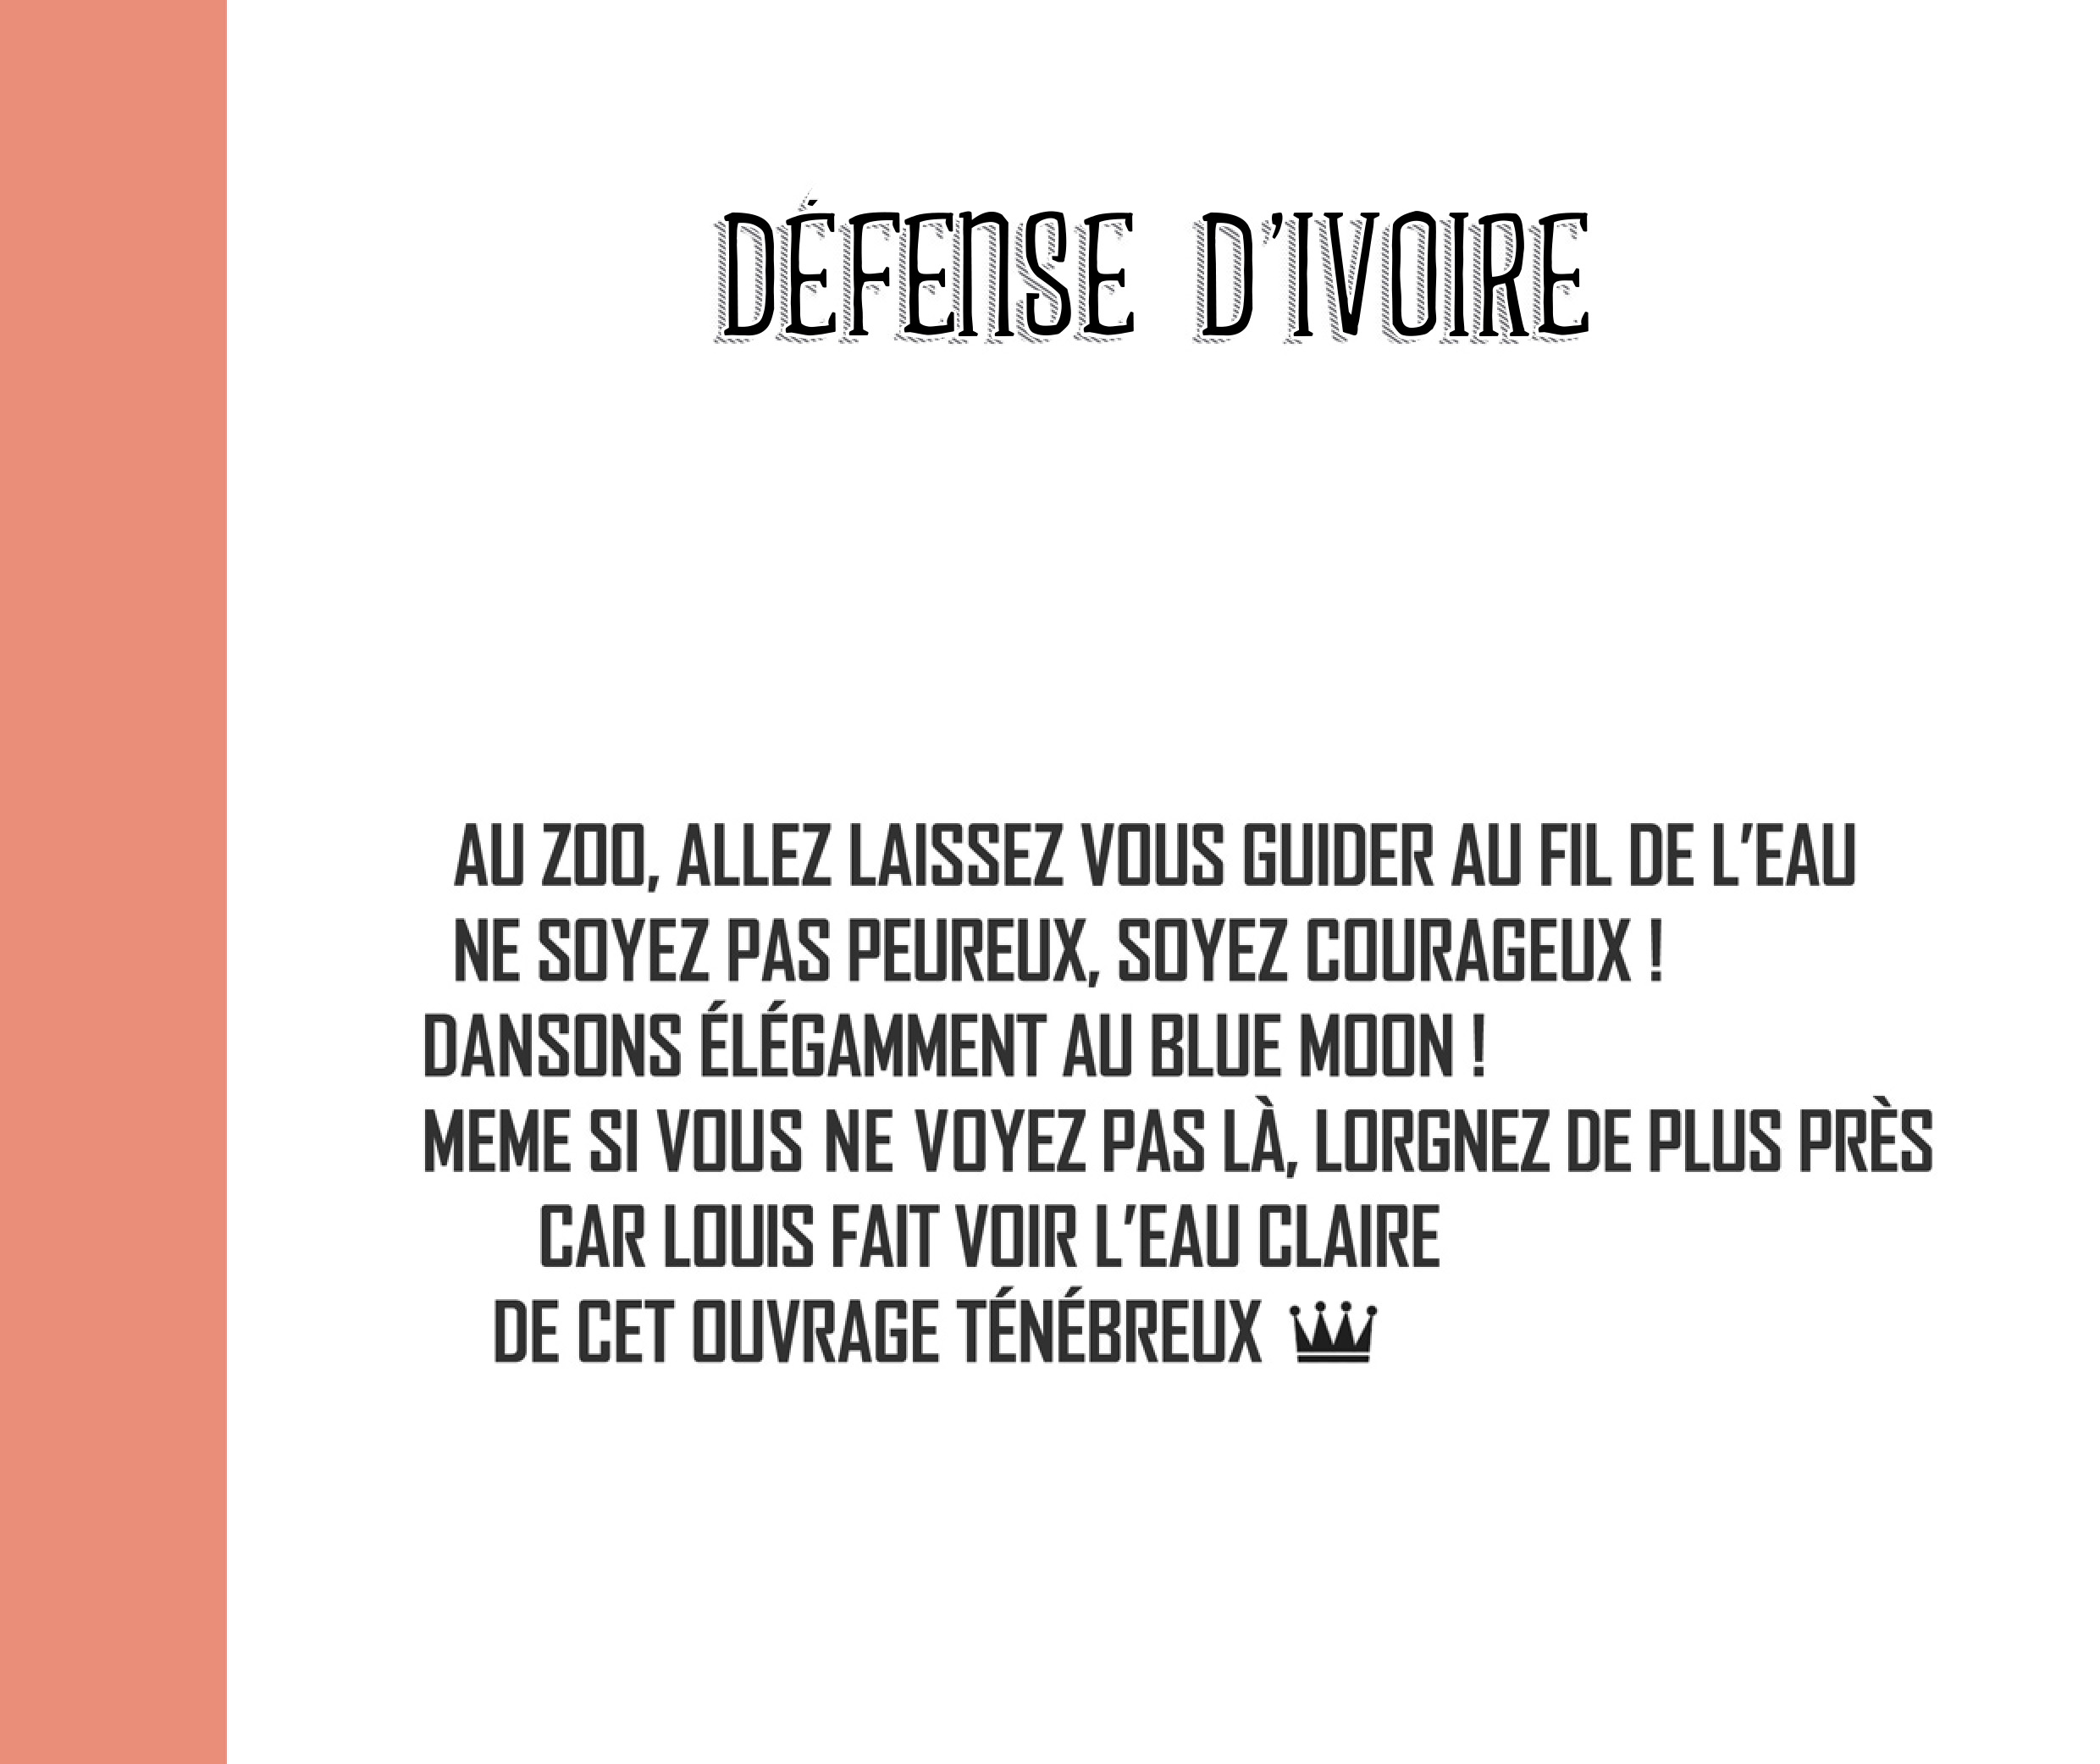 DÉFENSE D'IVOIRE
AU ZOO, ALLEZ LAISSEZ VOUS GUIDER AU FIL DE L'EAU
NE SOYEZ PAS PEUREUX, SOYEZ COURAGEUX !
DANSONS ÉLÉGAMMENT AU BLUE MOON !
MEME SI VOUS NE VOYEZ PAS LÀ, LORGNEZ DE PLUS PRÈS
CAR LOUIS FAIT VOIR L'EAU CLAIRE
DE CET OUVRAGE TÉNÉBREUX